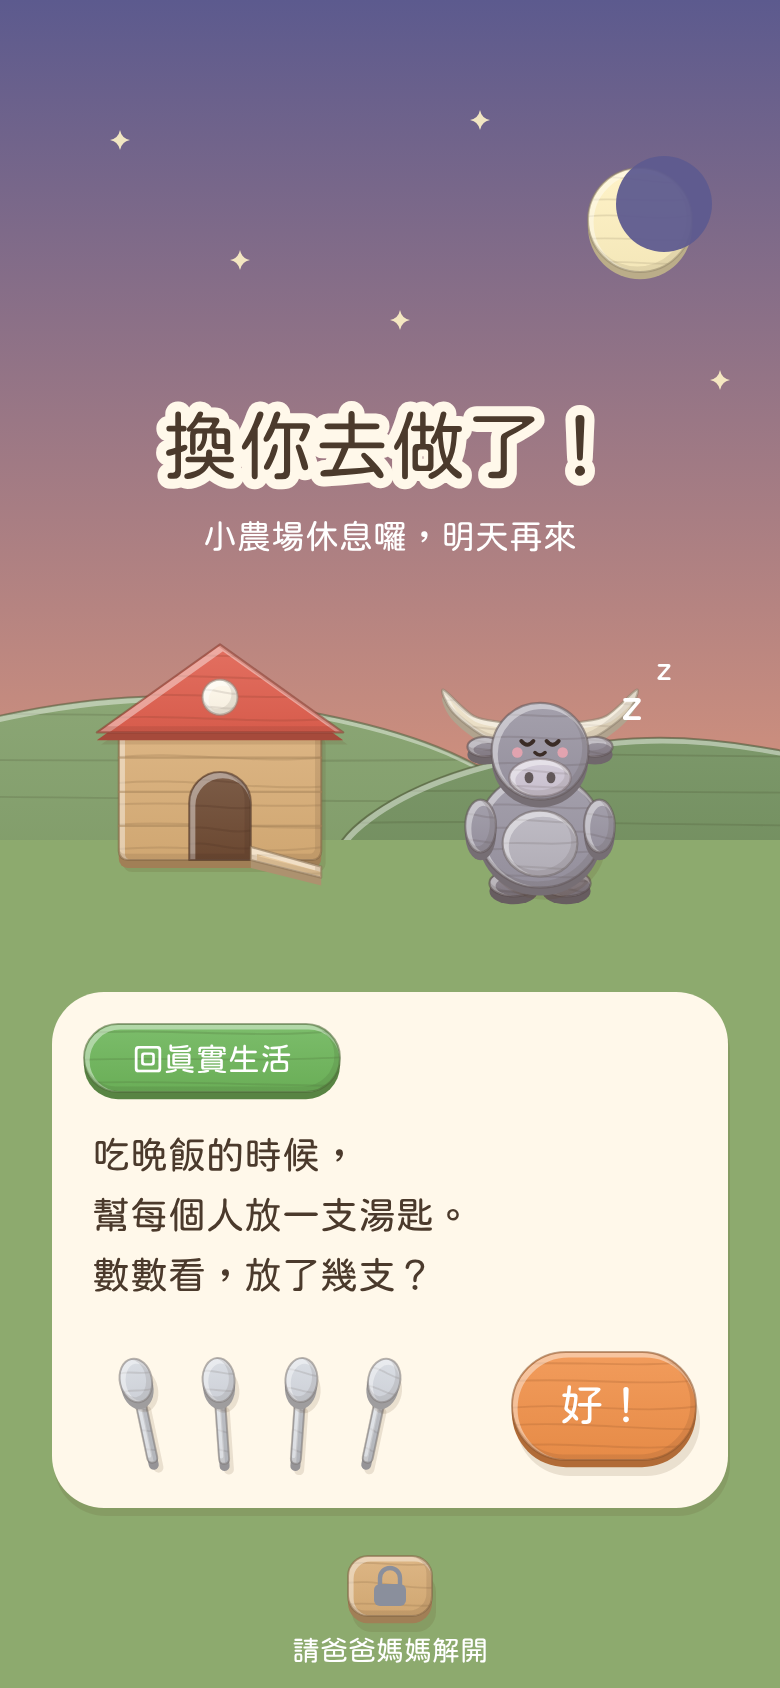 換你去做了！
小農場休息囉，明天再來
z
z
回真實生活
吃晚飯的時候，
幫每個人放一支湯匙。
數數看，放了幾支？
好！
請爸爸媽媽解開